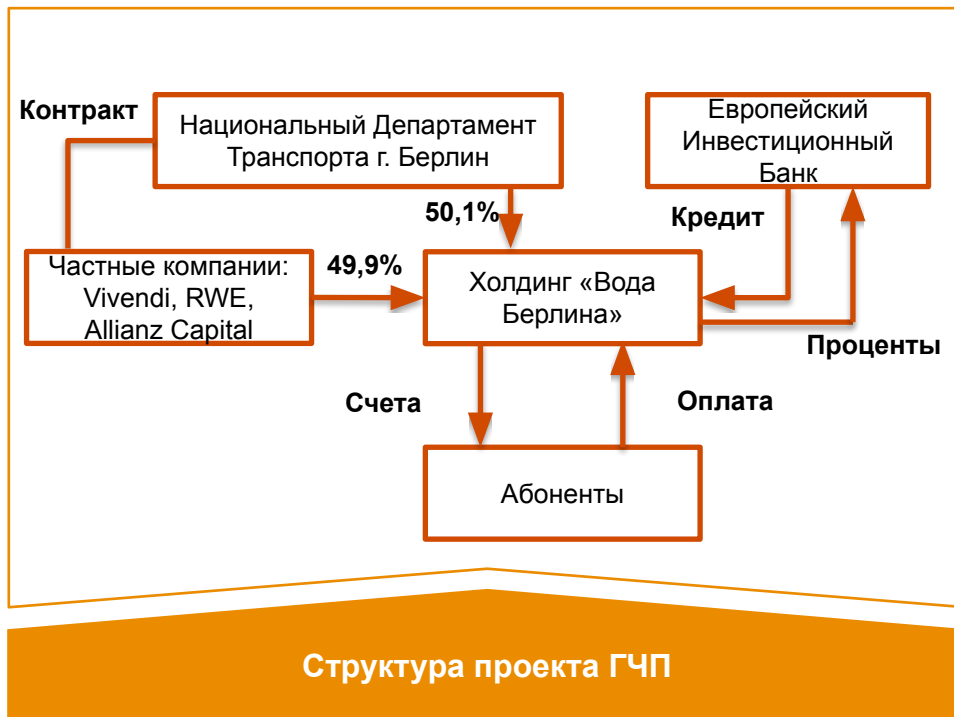 Контракт
Национальный Департамент
Транспорта г. Берлин
Европейский
Инвестиционный
Банк
50,1%
Кредит
Частные компании:
Vivendi, RWE,
Allianz Capital
49,9%
Холдинг «Вода
Берлина»
Проценты
Счета
Оплата
Абоненты
Структура проекта ГЧП